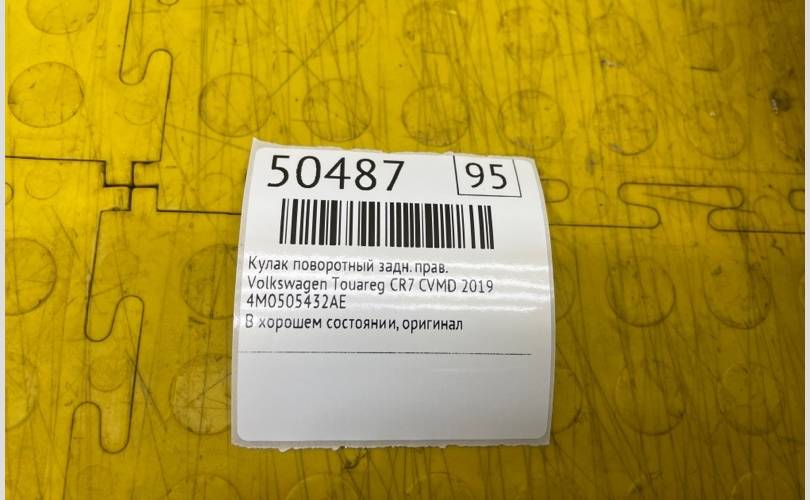 50487 95
Кулак поворотный задн. прав.
Volkswagen Touareg CR7 CVMD 2019
4M0505432AE
В хорошем состоянии, оригинал